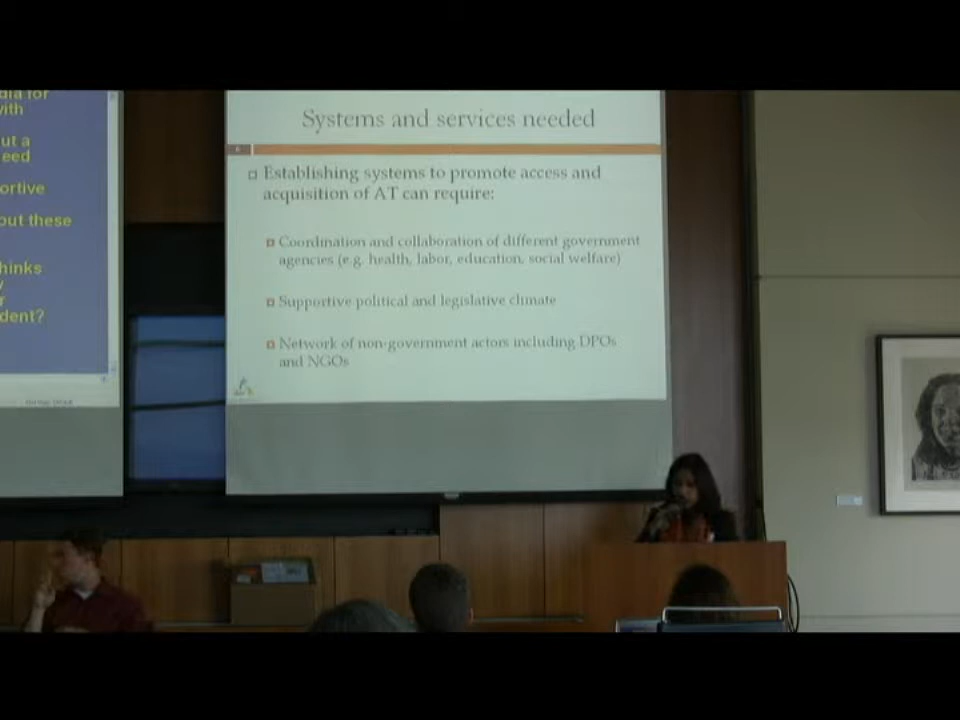 with
ut a
eed
ortive
out these
hinks
dent?
Systems and services needed
Establishing systems to promote access and
acquisition of AT can require:
Coordination and collaboration of different government
agencies (e.g. health, labor, education, social welfare)
Supportive political and legislative climate
Network of non-government actors including DPOs
and NGOs